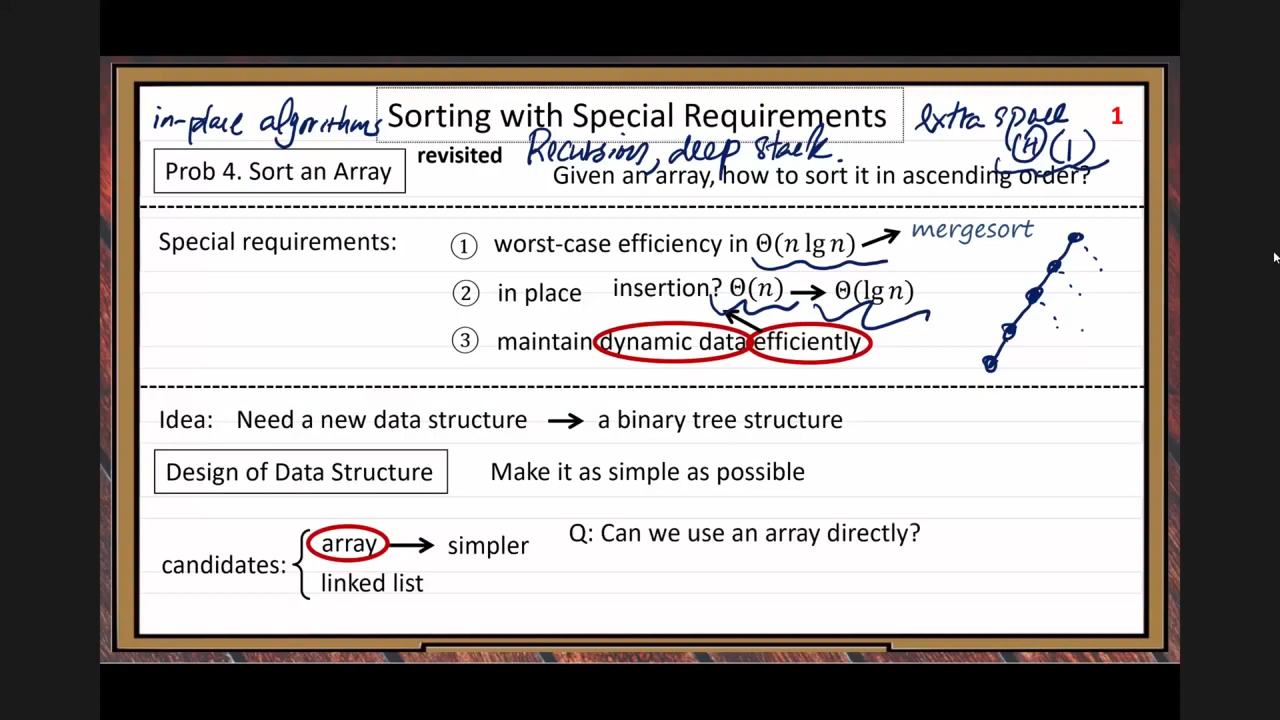 in-place algorithms Sorting with Special Requirements extra space 1
revisited Recursion, deep stack. Θ(1)
Prob 4. Sort an Array Given an array, how to sort it in ascending order?
Special requirements: ① worst-case efficiency in Θ(n lg n) → mergesort
② in place insertion? Θ(n) → Θ(lg n)
③ maintain dynamic data efficiently
Idea: Need a new data structure → a binary tree structure
Design of Data Structure Make it as simple as possible
Q: Can we use an array directly?
candidates: { array → simpler
linked list